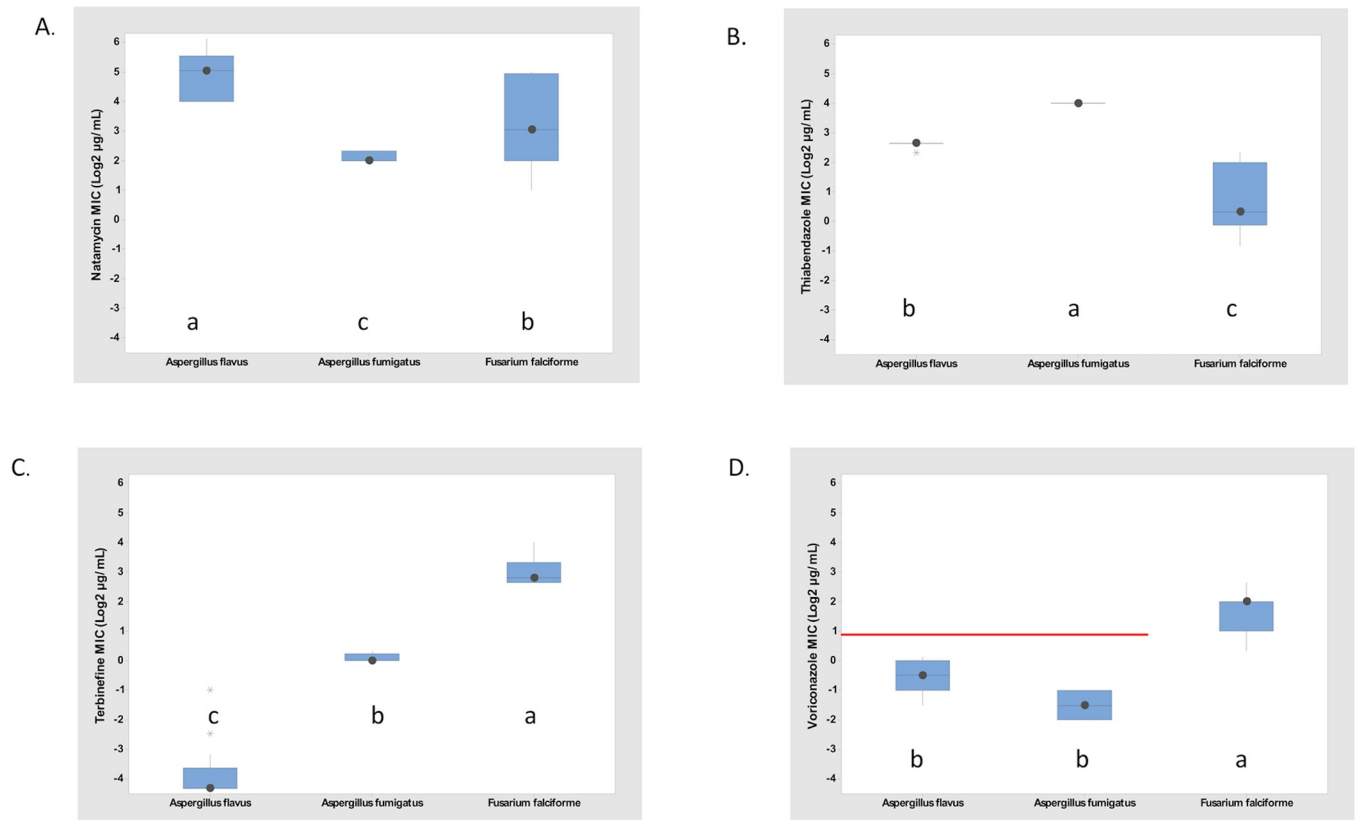 A.
Natamycin MIC (Log2 µg/mL)
6
5
4
3
2
1
0
-1
-2
-3
-4
a
c
b
Aspergillus flavus
Aspergillus fumigatus
Fusarium falciforme
B.
Thiabendazole MIC (Log2 µg/mL)
6
5
4
3
2
1
0
-1
-2
-3
-4
b
a
c
Aspergillus flavus
Aspergillus fumigatus
Fusarium falciforme
C.
Terbinefine MIC (Log2 µg/mL)
6
5
4
3
2
1
0
-1
-2
-3
-4
c
b
a
Aspergillus flavus
Aspergillus fumigatus
Fusarium falciforme
D.
Voriconazole MIC (Log2 µg/mL)
6
5
4
3
2
1
0
-1
-2
-3
-4
b
b
a
Aspergillus flavus
Aspergillus fumigatus
Fusarium falciforme